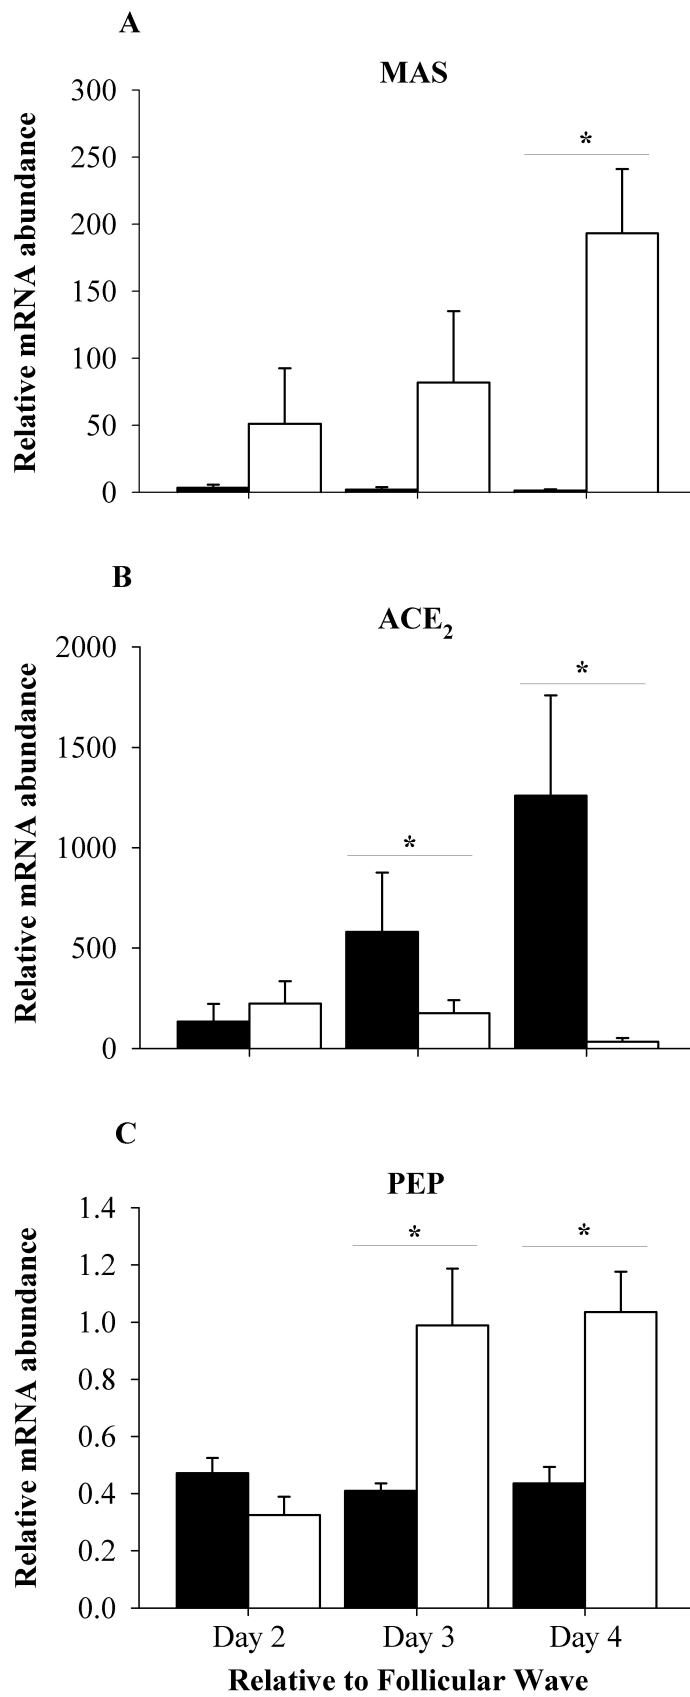 A
MAS
Relative mRNA abundance
300
250
200
150
100
50
0
*
B
ACE2
Relative mRNA abundance
2000
1500
1000
500
0
*
*
C
PEP
Relative mRNA abundance
1.4
1.2
1.0
0.8
0.6
0.4
0.2
0.0
*
*
Day 2 Day 3 Day 4
Relative to Follicular Wave